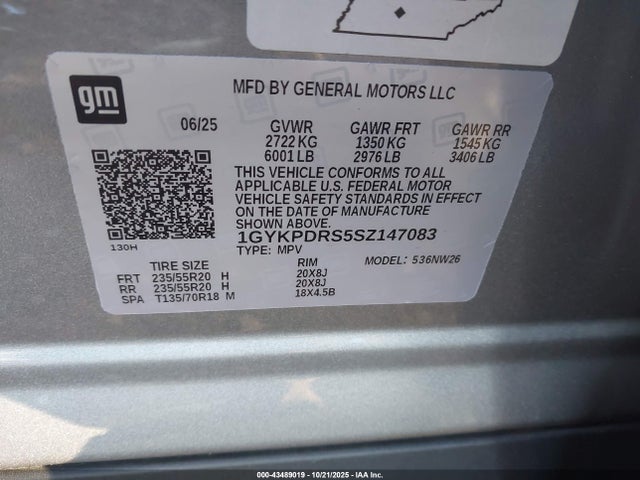 gm
MFD BY GENERAL MOTORS LLC
06/25 GVWR GAWR FRT GAWR RR
2722 KG 1350 KG 1545 KG
6001 LB 2976 LB 3406 LB
THIS VEHICLE CONFORMS TO ALL
APPLICABLE U.S. FEDERAL MOTOR
VEHICLE SAFETY STANDARDS IN EFFECT
ON THE DATE OF MANUFACTURE
SHOWN ABOVE.
1GYKPDRS5SZ147083
130H
TYPE: MPV MODEL: 536NW26
TIRE SIZE RIM
FRT 235/55R20 H 20X8J
RR 235/55R20 H 20X8J
SPA T135/70R18 M 18X4.5B
000-43489019 - 10/21/2025 - IAA Inc.